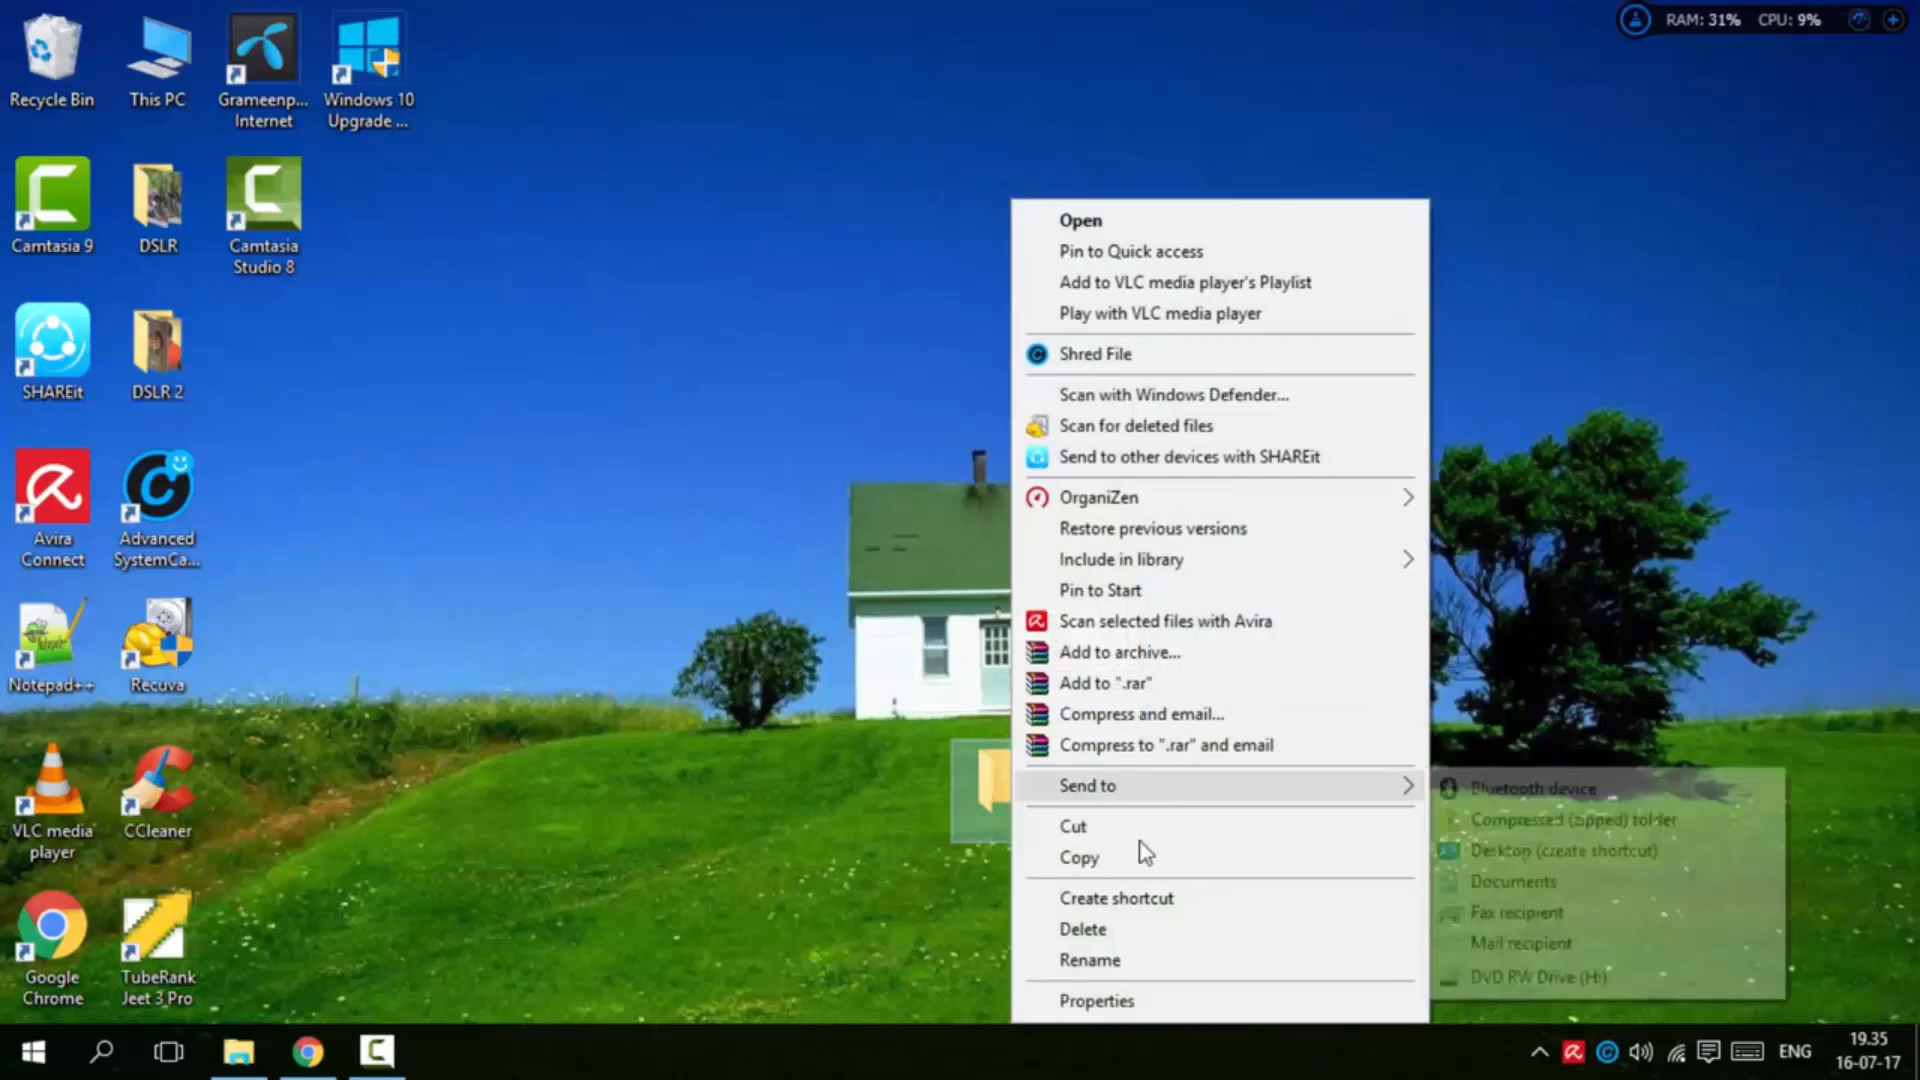 RAM: 31% CPU: 9%
Recycle Bin
This PC
Grameenp...
Internet
Windows 10
Upgrade ...
Camtasia 9
DSLR
Camtasia
Studio 8
SHAREit
DSLR 2
Avira
Connect
Advanced
SystemCa...
Notepad++
Recuva
VLC media
player
CCleaner
Google
Chrome
TubeRank
Jeet 3 Pro
Open
Pin to Quick access
Add to VLC media player's Playlist
Play with VLC media player
Shred File
Scan with Windows Defender...
Scan for deleted files
Send to other devices with SHAREit
OrganiZen
Restore previous versions
Include in library
Pin to Start
Scan selected files with Avira
Add to archive...
Add to ".rar"
Compress and email...
Compress to ".rar" and email
Send to
Cut
Copy
Create shortcut
Delete
Rename
Properties
Bluetooth device
Compressed (zipped) folder
Desktop (create shortcut)
Documents
Fax recipient
Mail recipient
DVD RW Drive (H:)
ENG
19.35
16-07-17